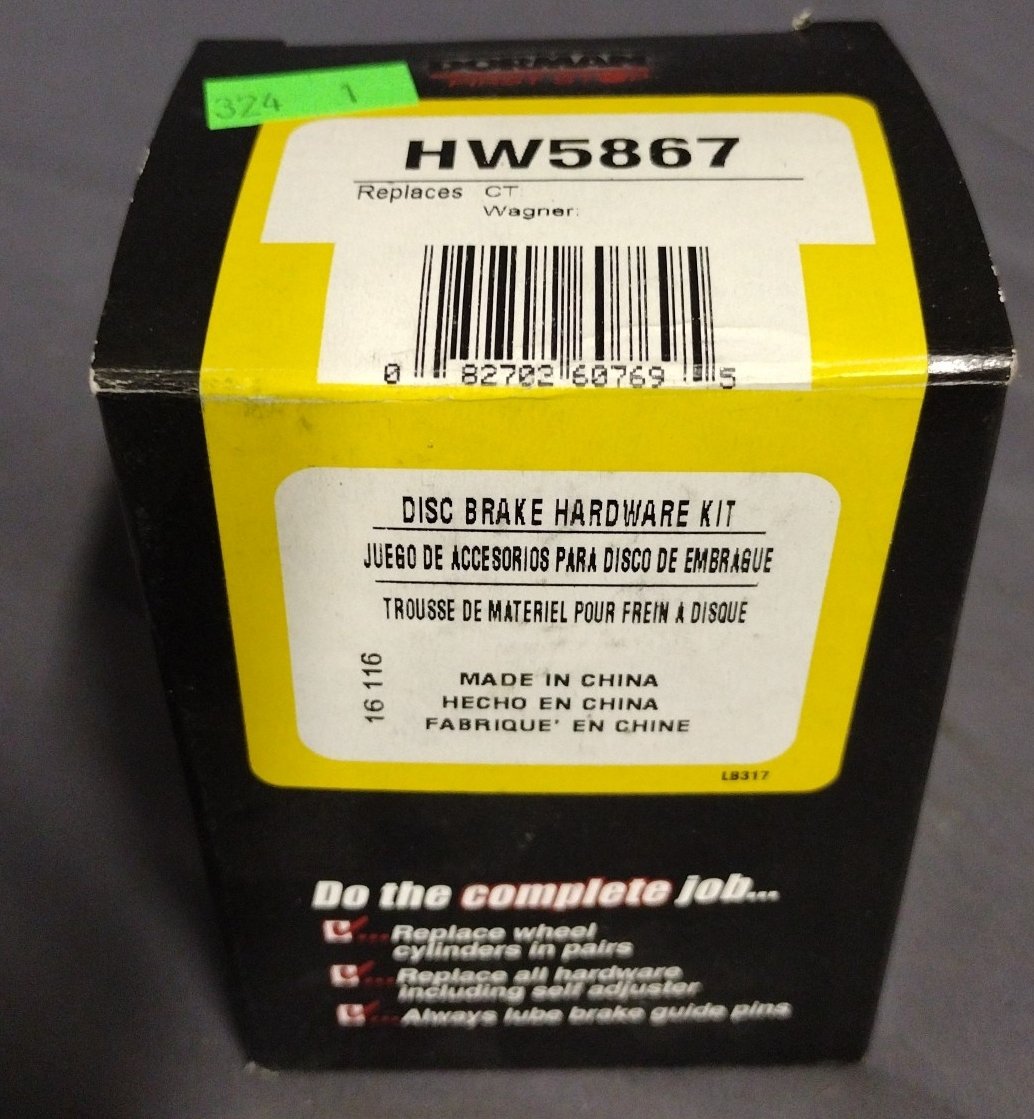 DORMAN
FIRST STOP
324 1
HW5867
Replaces CT:
Wagner:
0 82702 60769 5
DISC BRAKE HARDWARE KIT
JUEGO DE ACCESORIOS PARA DISCO DE EMBRAGUE
TROUSSE DE MATERIEL POUR FREIN A DISQUE
16 116
MADE IN CHINA
HECHO EN CHINA
FABRIQUE' EN CHINE
LB317
Do the complete job...
...Replace wheel
cylinders in pairs
...Replace all hardware
including self adjuster
...Always lube brake guide pins